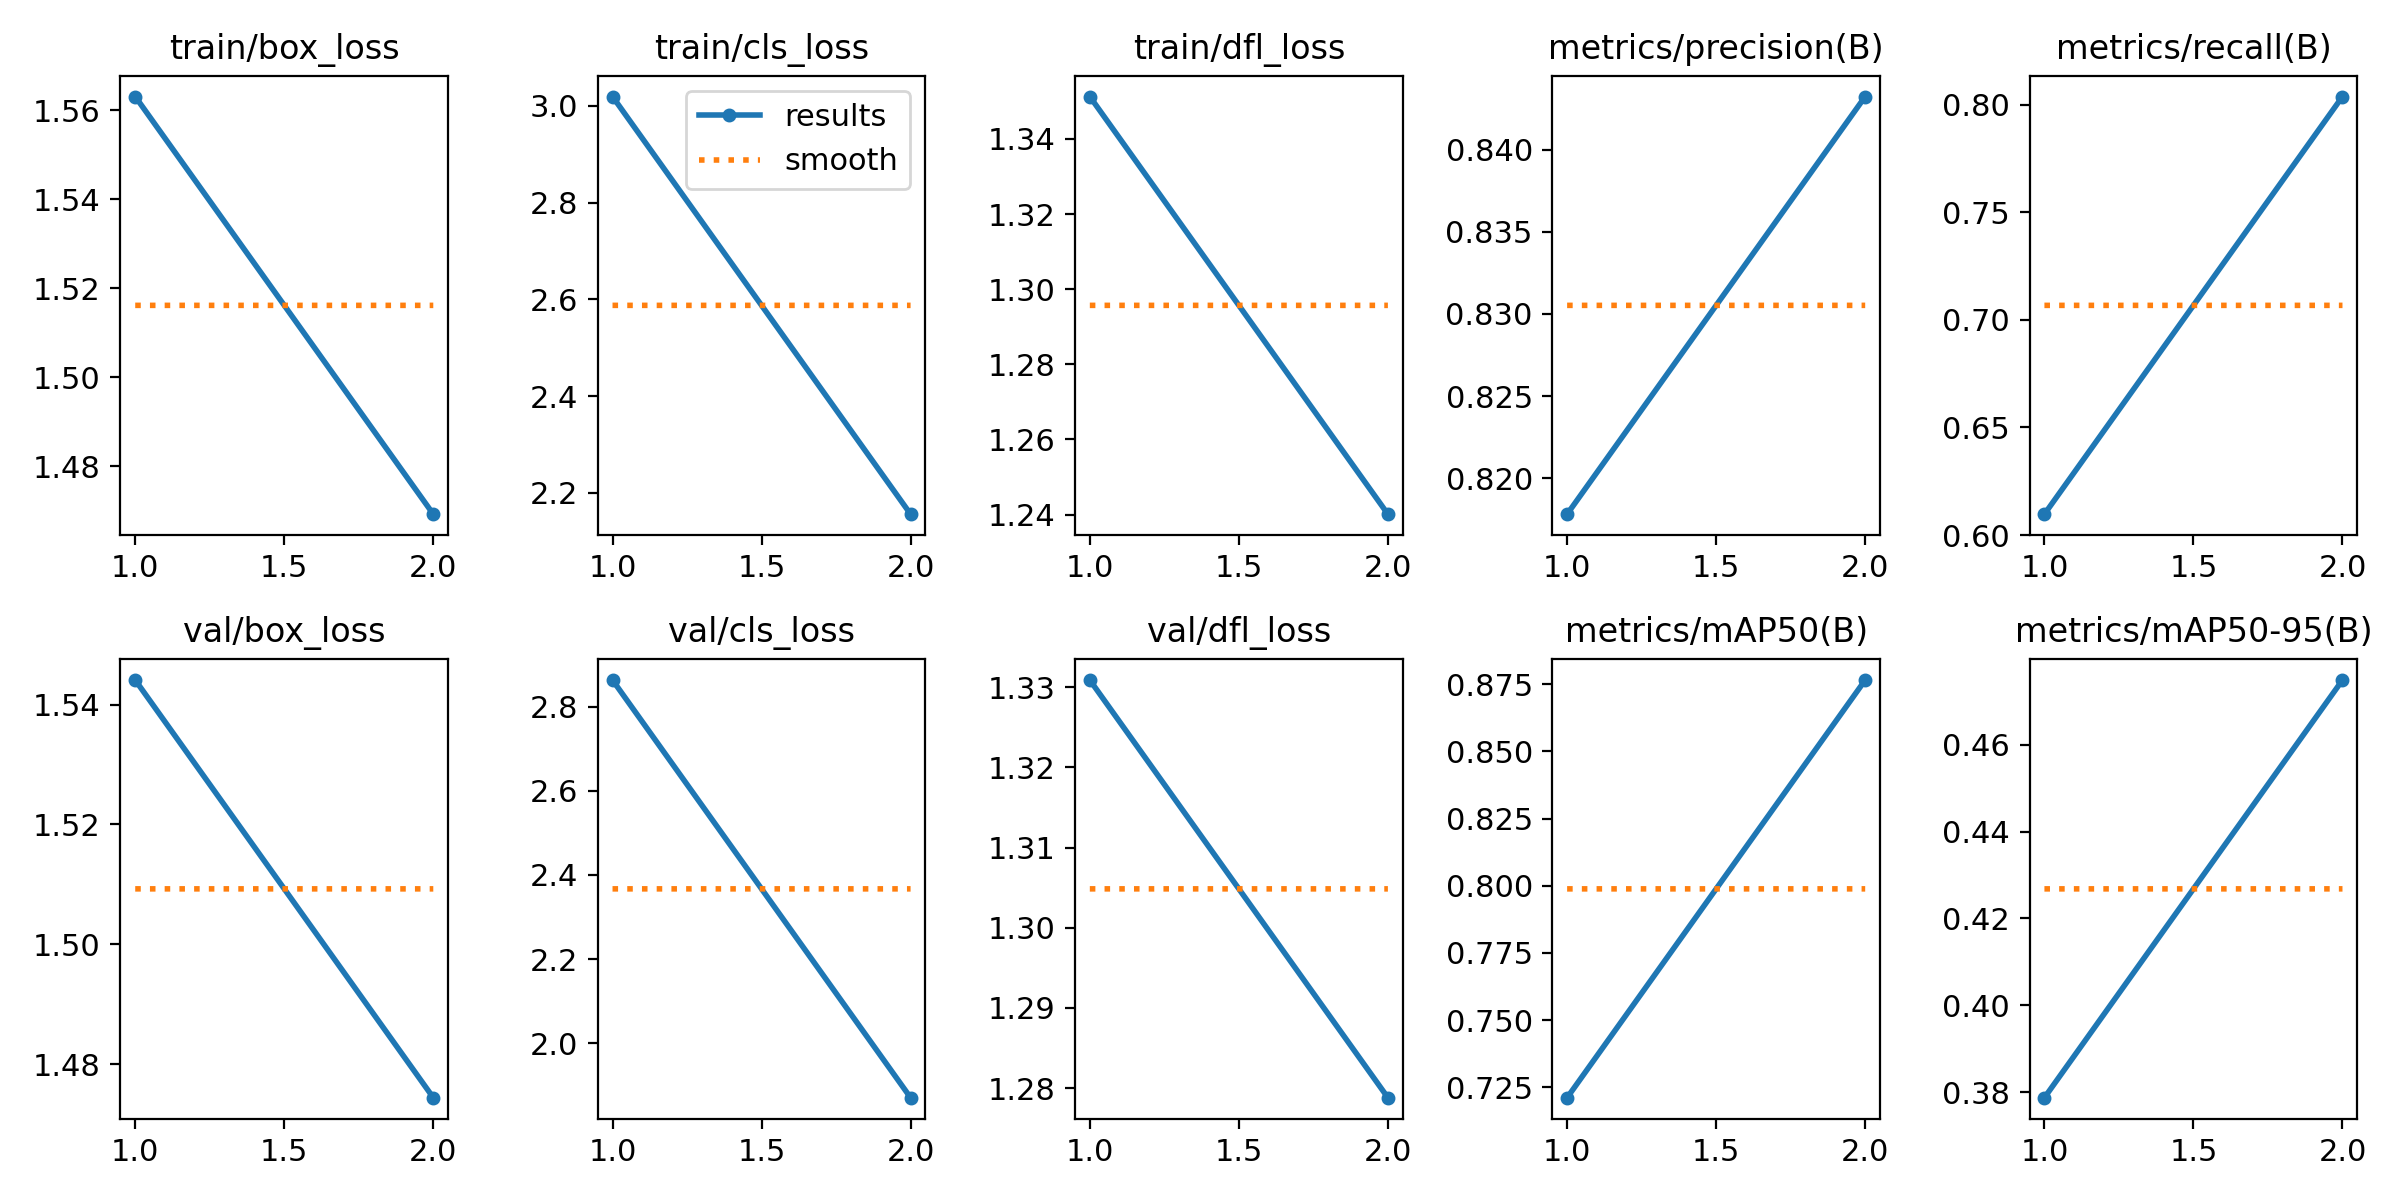 train/box_loss
train/cls_loss
train/dfl_loss
metrics/precision(B)
metrics/recall(B)
1.56
1.54
1.52
1.50
1.48
1.0 1.5 2.0
3.0
2.8
2.6
2.4
2.2
results
smooth
1.0 1.5 2.0
1.34
1.32
1.30
1.28
1.26
1.24
1.0 1.5 2.0
0.840
0.835
0.830
0.825
0.820
1.0 1.5 2.0
0.80
0.75
0.70
0.65
0.60
1.0 1.5 2.0
val/box_loss
val/cls_loss
val/dfl_loss
metrics/mAP50(B)
metrics/mAP50-95(B)
1.54
1.52
1.50
1.48
1.0 1.5 2.0
2.8
2.6
2.4
2.2
2.0
1.0 1.5 2.0
1.33
1.32
1.31
1.30
1.29
1.28
1.0 1.5 2.0
0.875
0.850
0.825
0.800
0.775
0.750
0.725
1.0 1.5 2.0
0.46
0.44
0.42
0.40
0.38
1.0 1.5 2.0